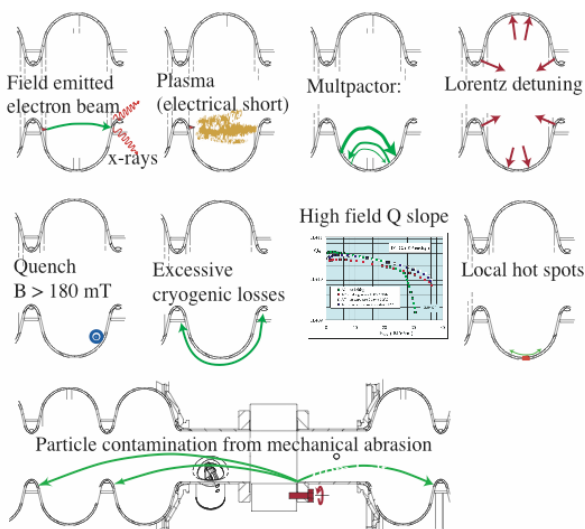 Field emitted
electron beam
x-rays
Plasma
(electrical short)
Multpactor:
Lorentz detuning
Quench
B > 180 mT
Excessive
cryogenic losses
High field Q slope
Local hot spots
Particle contamination from mechanical abrasion